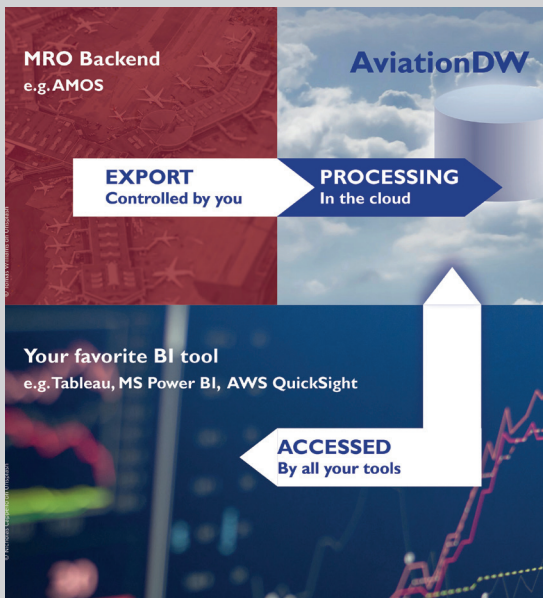 MRO Backend
e.g. AMOS
AviationDW
EXPORT
Controlled by you
PROCESSING
In the cloud
Your favorite BI tool
e.g. Tableau, MS Power BI, AWS QuickSight
ACCESSED
By all your tools